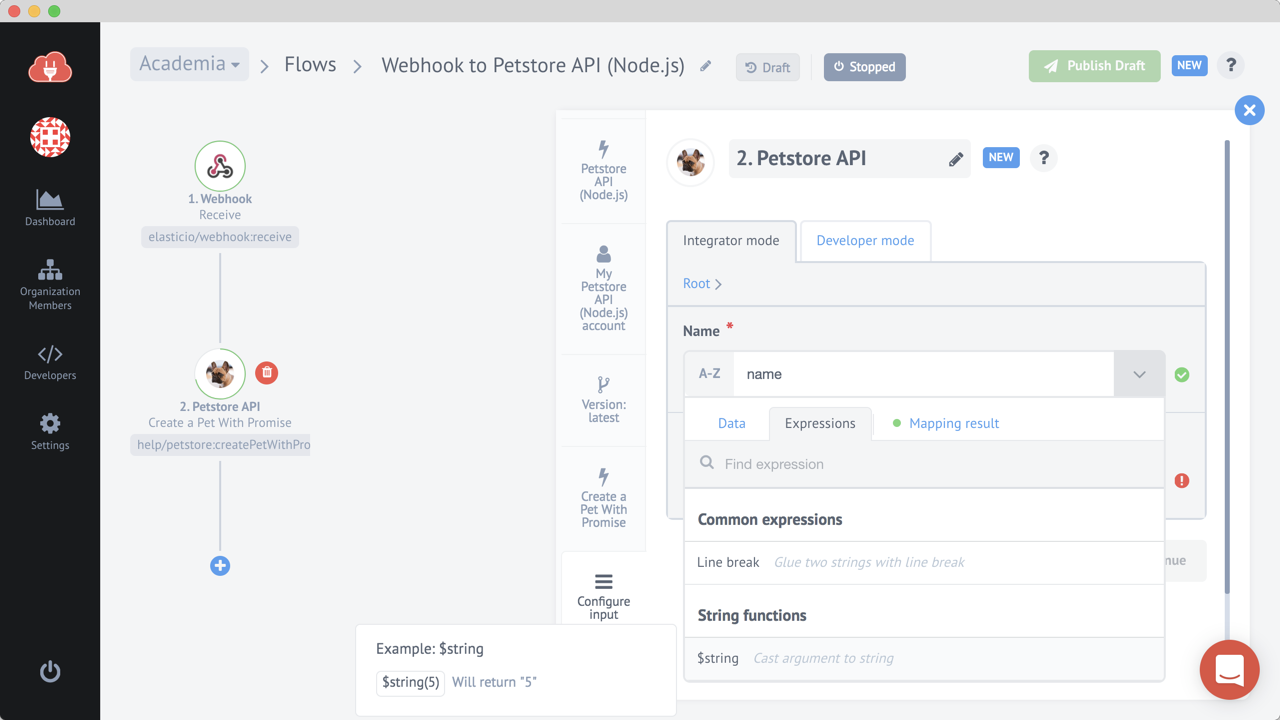 Academia
Flows
Webhook to Petstore API (Node.js)
Draft
Stopped
Publish Draft
NEW
?
Dashboard
Organization
Members
Developers
Settings
1. Webhook
Receive
elasticio/webhook:receive
2. Petstore API
Create a Pet With Promise
help/petstore:createPetWithPro
Petstore
API
(Node.js)
My
Petstore
API
(Node.js)
account
Version:
latest
Create a
Pet With
Promise
Configure
input
2. Petstore API
NEW
?
Integrator mode
Developer mode
Root
Name *
A-Z
name
Data
Expressions
Mapping result
Find expression
Common expressions
Line break Glue two strings with line break
String functions
$string Cast argument to string
nue
Example: $string
$string(5) Will return "5"